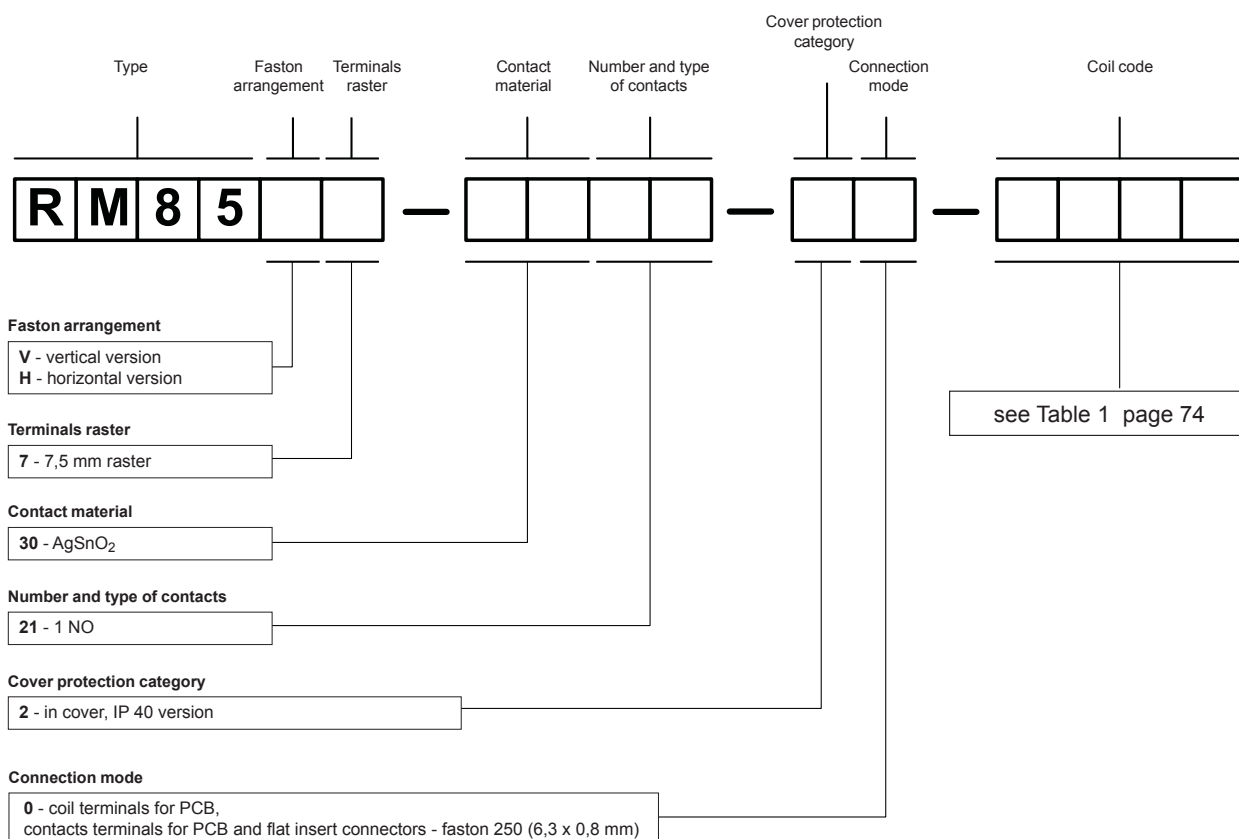 Cover protection
category
Type
Faston
arrangement
Terminals
raster
Contact
material
Number and type
of contacts
Connection
mode
Coil code
R M 8 5
Faston arrangement
V - vertical version
H - horizontal version
see Table 1 page 74
Terminals raster
7 - 7,5 mm raster
Contact material
30 - AgSnO₂
Number and type of contacts
21 - 1 NO
Cover protection category
2 - in cover, IP 40 version
Connection mode
0 - coil terminals for PCB,
contacts terminals for PCB and flat insert connectors - faston 250 (6,3 x 0,8 mm)